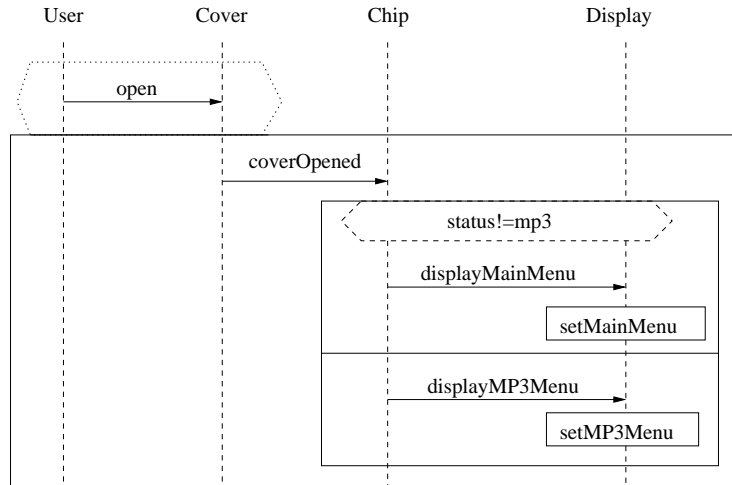 User Cover Chip Display
open
coverOpened
status!=mp3
displayMainMenu
setMainMenu
displayMP3Menu
setMP3Menu